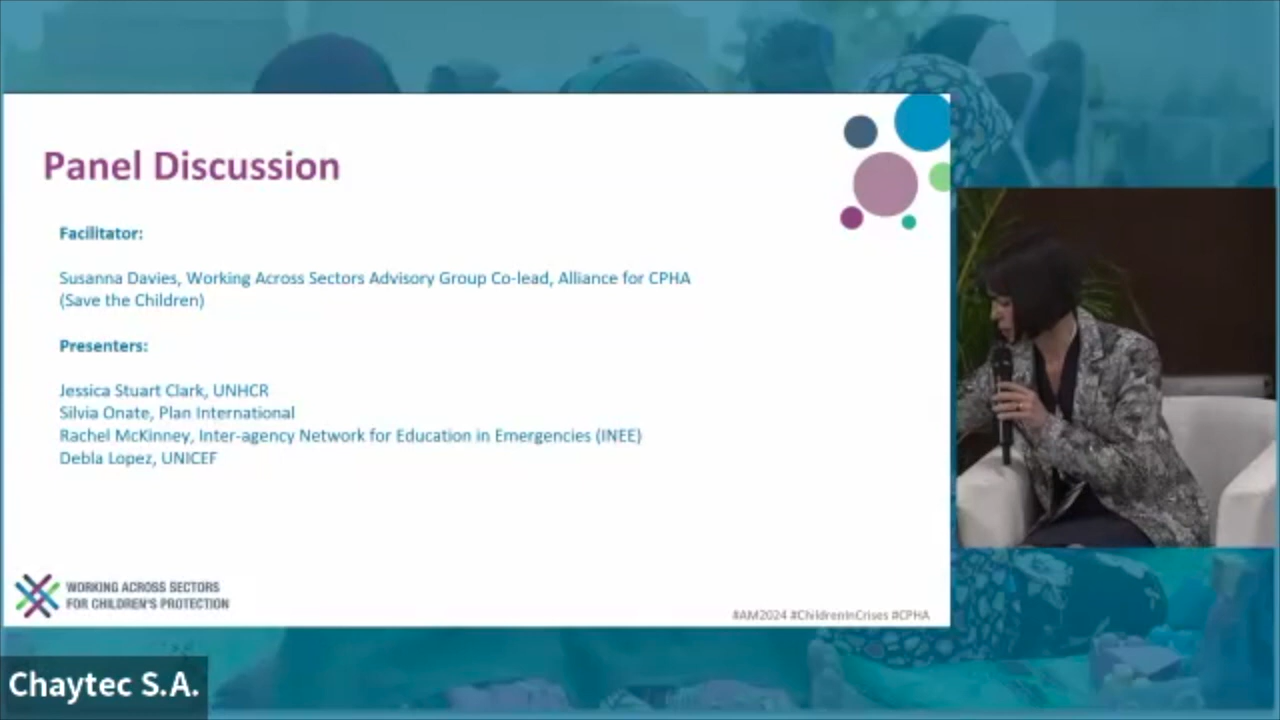 Panel Discussion
Facilitator:
Susanna Davies, Working Across Sectors Advisory Group Co-lead, Alliance for CPHA
(Save the Children)
Presenters:
Jessica Stuart Clark, UNHCR
Silvia Onate, Plan International
Rachel McKinney, Inter-agency Network for Education in Emergencies (INEE)
Debla Lopez, UNICEF
WORKING ACROSS SECTORS
FOR CHILDREN'S PROTECTION
#AM2024 #ChildrenInCrises #CPHA
Chaytec S.A.